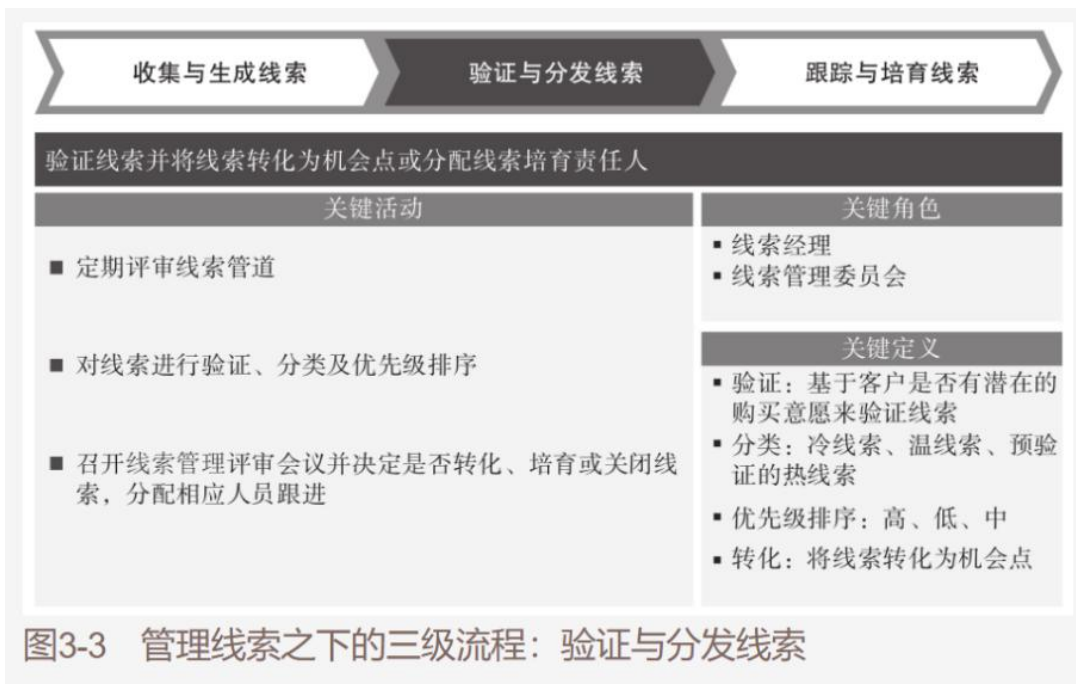 收集与生成线索
验证与分发线索
跟踪与培育线索
验证线索并将线索转化为机会点或分配线索培育责任人
关键活动
■ 定期评审线索管道
■ 对线索进行验证、分类及优先级排序
■ 召开线索管理评审会议并决定是否转化、培育或关闭线
索，分配相应人员跟进
关键角色
▪ 线索经理
▪ 线索管理委员会
关键定义
▪ 验证：基于客户是否有潜在的
购买意愿来验证线索
▪ 分类：冷线索、温线索、预验
证的热线索
▪ 优先级排序：高、低、中
▪ 转化：将线索转化为机会点
图3-3 管理线索之下的三级流程：验证与分发线索